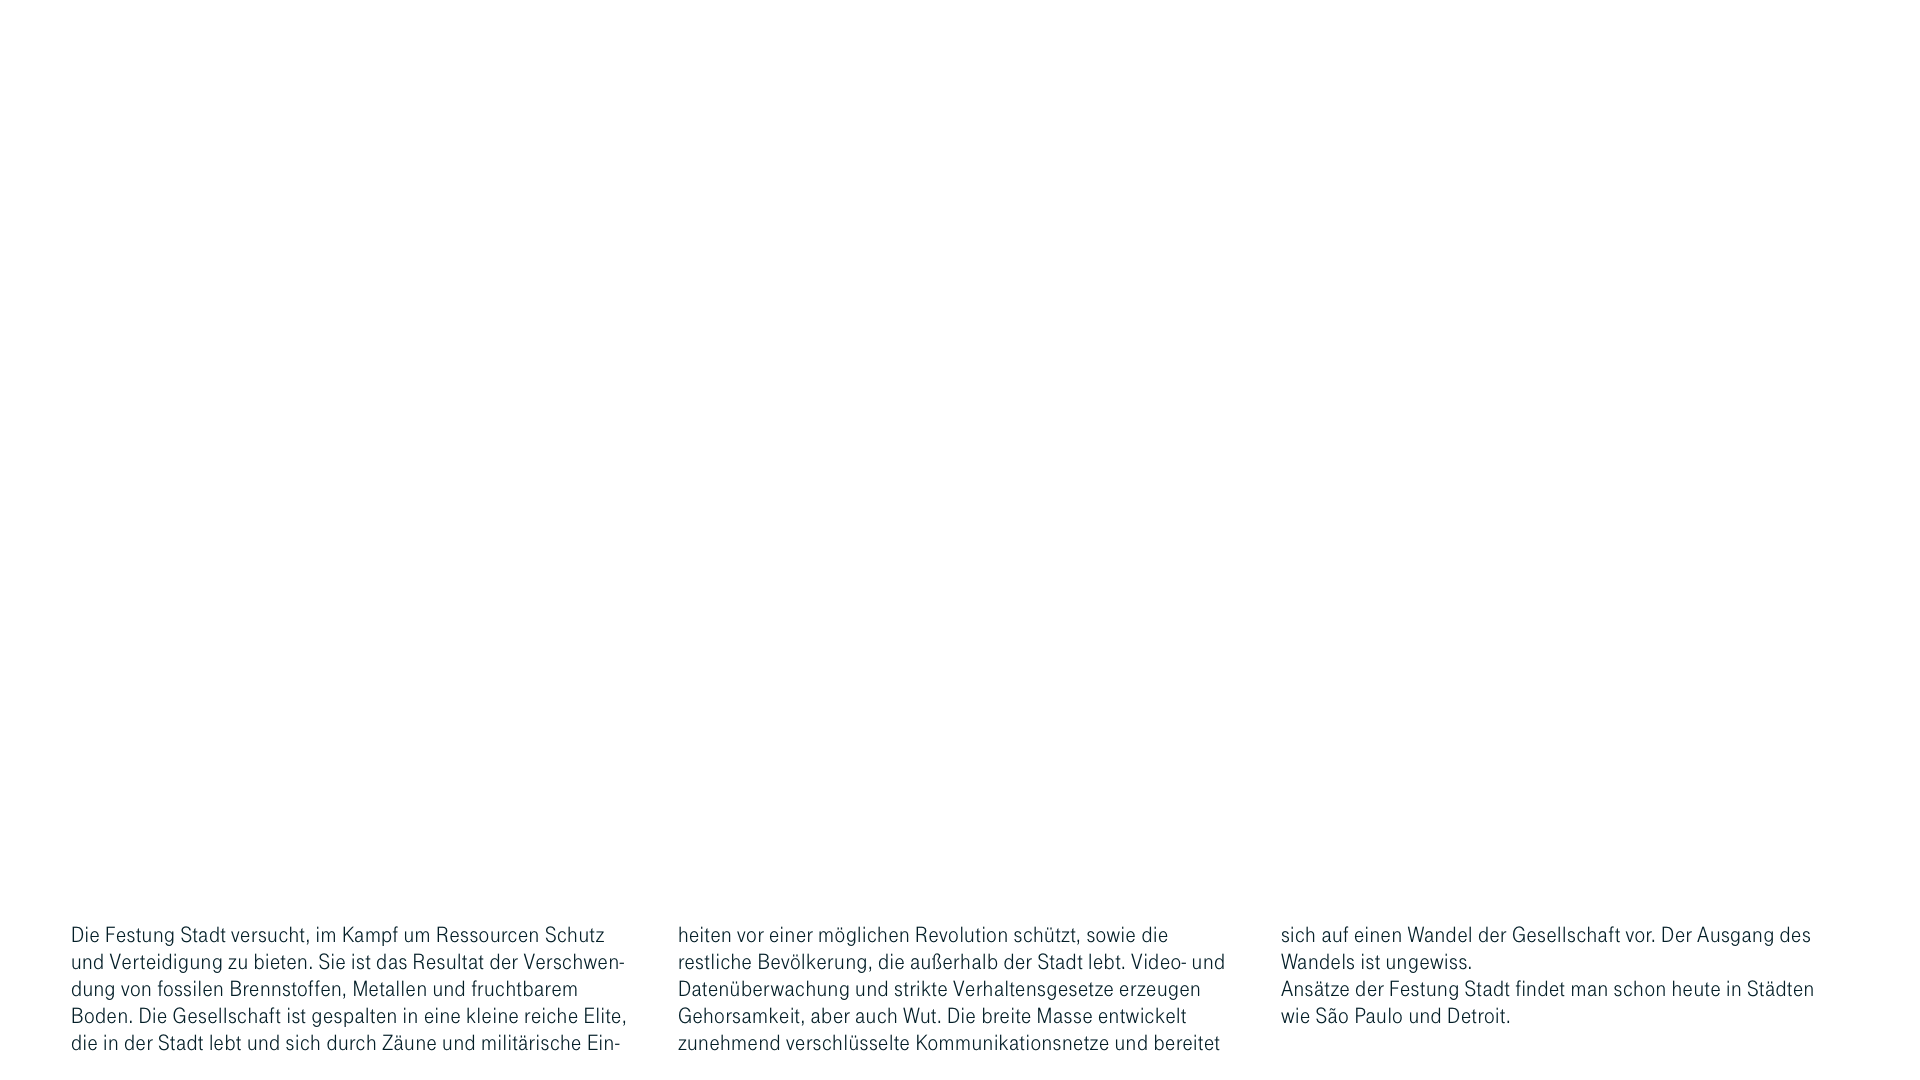 Die Festung Stadt versucht, im Kampf um Ressourcen Schutz
und Verteidigung zu bieten. Sie ist das Resultat der Verschwen-
dung von fossilen Brennstoffen, Metallen und fruchtbarem
Boden. Die Gesellschaft ist gespalten in eine kleine reiche Elite,
die in der Stadt lebt und sich durch Zäune und militärische Ein-
heiten vor einer möglichen Revolution schützt, sowie die
restliche Bevölkerung, die außerhalb der Stadt lebt. Video- und
Datenüberwachung und strikte Verhaltensgesetze erzeugen
Gehorsamkeit, aber auch Wut. Die breite Masse entwickelt
zunehmend verschlüsselte Kommunikationsnetze und bereitet
sich auf einen Wandel der Gesellschaft vor. Der Ausgang des
Wandels ist ungewiss.
Ansätze der Festung Stadt findet man schon heute in Städten
wie São Paulo und Detroit.